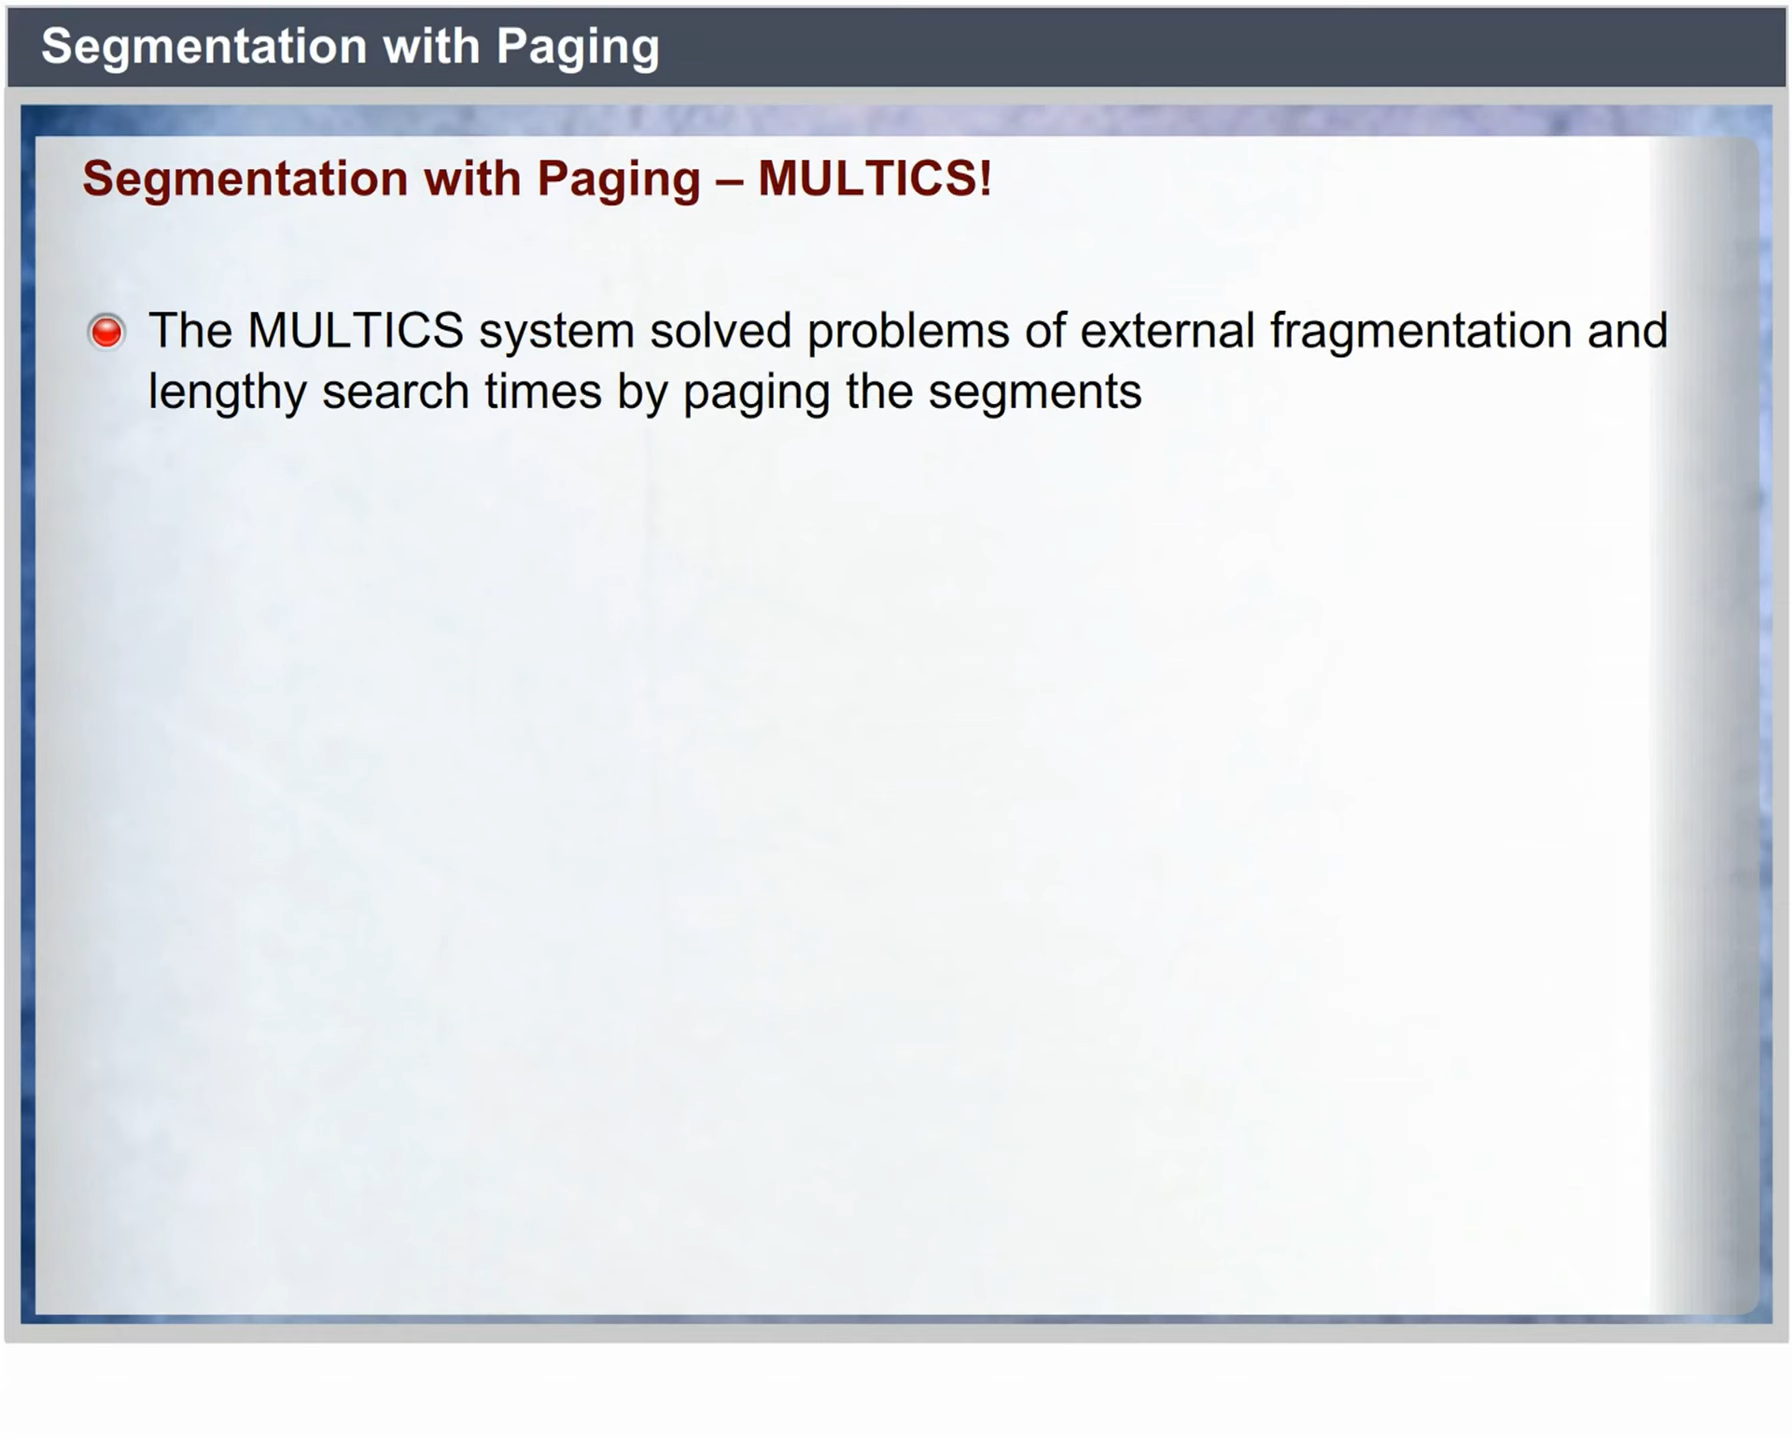 Segmentation with Paging
Segmentation with Paging – MULTICS!
The MULTICS system solved problems of external fragmentation and
lengthy search times by paging the segments